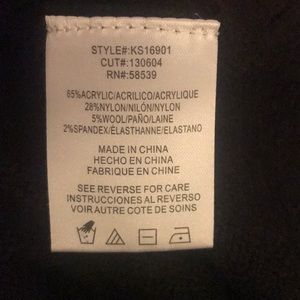 STYLE#:KS16901
CUT#:130604
RN#:58539
65%ACRYLIC/ACRILICO/ACRYLIQUE
28%NYLON/NILÓN/NYLON
5%WOOL/PAÑO/LAINE
2%SPANDEX/ÉLASTHANNE/ELASTANO
MADE IN CHINA
HECHO EN CHINA
FABRIQUE EN CHINE
SEE REVERSE FOR CARE
INSTRUCCIONES AL REVERSO
VOIR AUTRE COTE DE SOINS